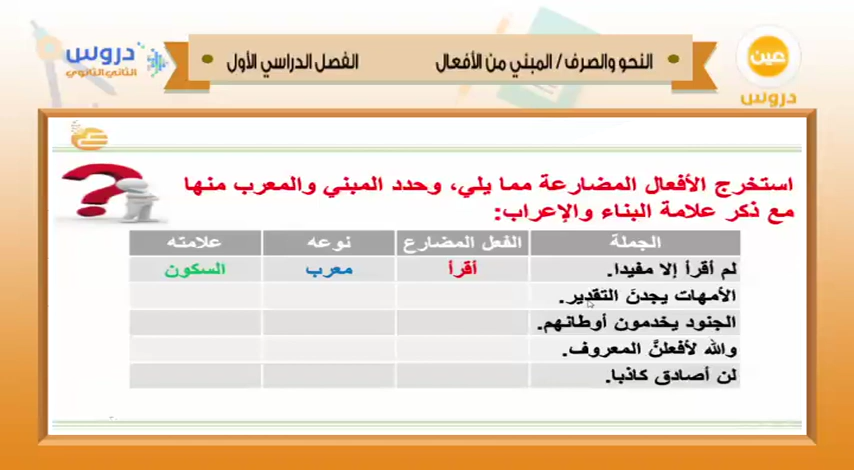 دروس
الثاني الثانوي
النحو والصرف / المبني من الأفعال
الفصل الدراسي الأول
عين
دروس
استخرج الأفعال المضارعة مما يلي، وحدد المبني والمعرب منها
مع ذكر علامة البناء والإعراب:
الجملة الفعل المضارع نوعه علامته
لم أقرأ إلا مفيدا. أقرأ معرب السكون
الأمهات يجدنَ التقدير.
الجنود يخدمون أوطانهم.
والله لأفعلنَّ المعروف.
لن أصادق كاذبا.